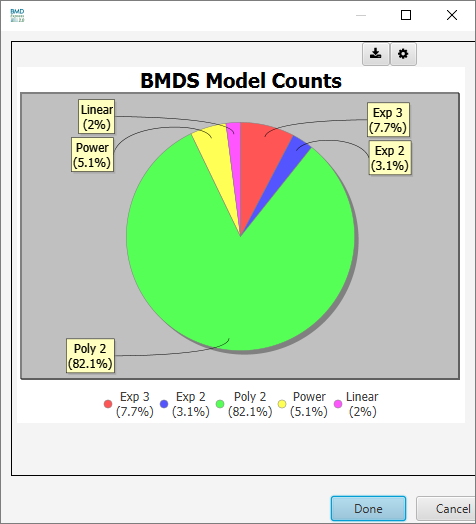 BMD
BMDS Model Counts
Linear
(2%)
Power
(5.1%)
Exp 3
(7.7%)
Exp 2
(3.1%)
Poly 2
(82.1%)
Exp 3
(7.7%)
Exp 2
(3.1%)
Poly 2
(82.1%)
Power
(5.1%)
Linear
(2%)
Done
Cancel